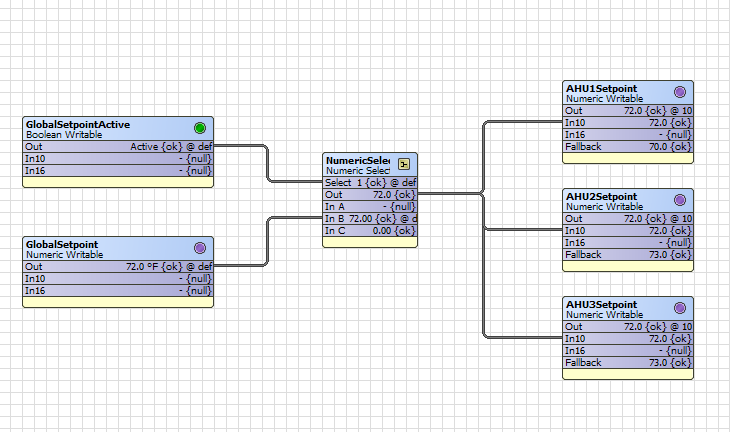 GlobalSetpointActive
Boolean Writable
Out Active {ok} @ def
In10 - {null}
In16 - {null}
GlobalSetpoint
Numeric Writable
Out 72.0 ºF {ok} @ def
In10 - {null}
In16 - {null}
NumericSelec
Numeric Select
Select 1 {ok} @ def
Out 72.0 {ok}
In A - {null}
In B 72.00 {ok} @ d
In C 0.00 {ok}
AHU1Setpoint
Numeric Writable
Out 72.0 {ok} @ 10
In10 72.0 {ok}
In16 - {null}
Fallback 70.0 {ok}
AHU2Setpoint
Numeric Writable
Out 72.0 {ok} @ 10
In10 72.0 {ok}
In16 - {null}
Fallback 73.0 {ok}
AHU3Setpoint
Numeric Writable
Out 72.0 {ok} @ 10
In10 72.0 {ok}
In16 - {null}
Fallback 73.0 {ok}